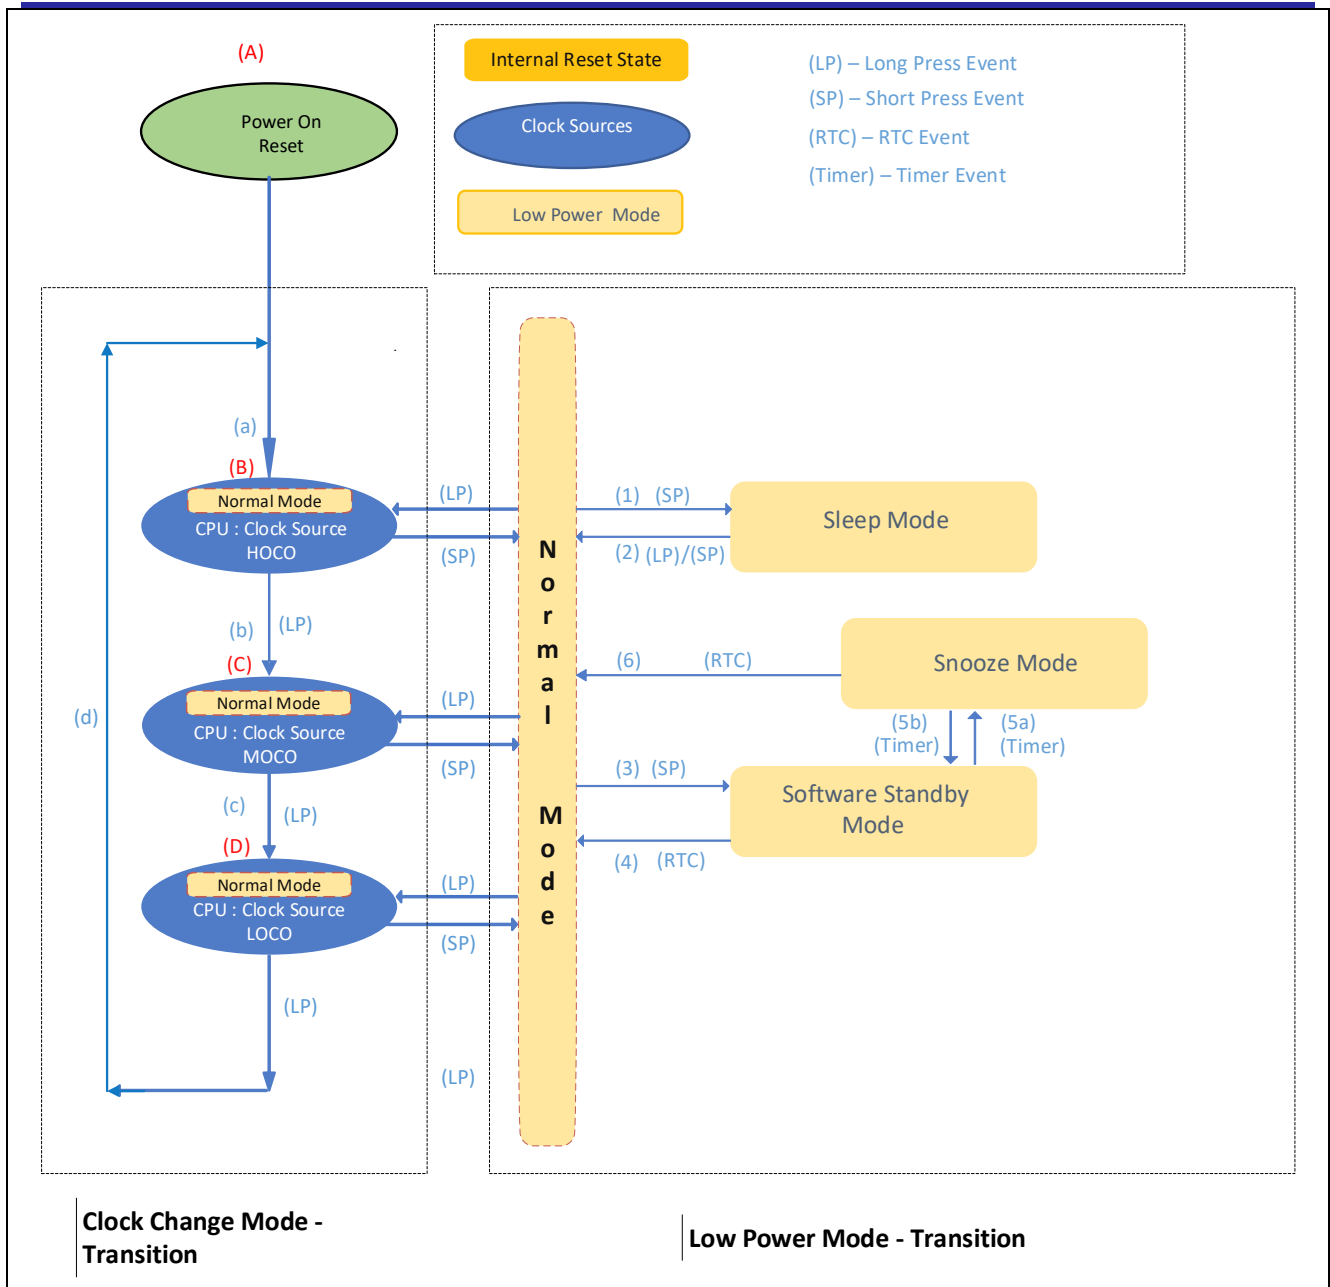 (A)
Power On
Reset
Internal Reset State
Clock Sources
Low Power Mode
(LP) – Long Press Event
(SP) – Short Press Event
(RTC) – RTC Event
(Timer) – Timer Event
(a)
(B)
Normal Mode
CPU : Clock Source
HOCO
(LP)
(SP)
(b)
(LP)
(C)
Normal Mode
CPU : Clock Source
MOCO
(LP)
(SP)
(c)
(LP)
(D)
Normal Mode
CPU : Clock Source
LOCO
(LP)
(SP)
(LP)
(LP)
(d)
N
o
r
m
a
l
M
o
d
e
(1) (SP)
(2) (LP)/(SP)
Sleep Mode
(6) (RTC)
Snooze Mode
(5b)
(Timer)
(5a)
(Timer)
(3) (SP)
(4) (RTC)
Software Standby
Mode
Clock Change Mode -
Transition
Low Power Mode - Transition